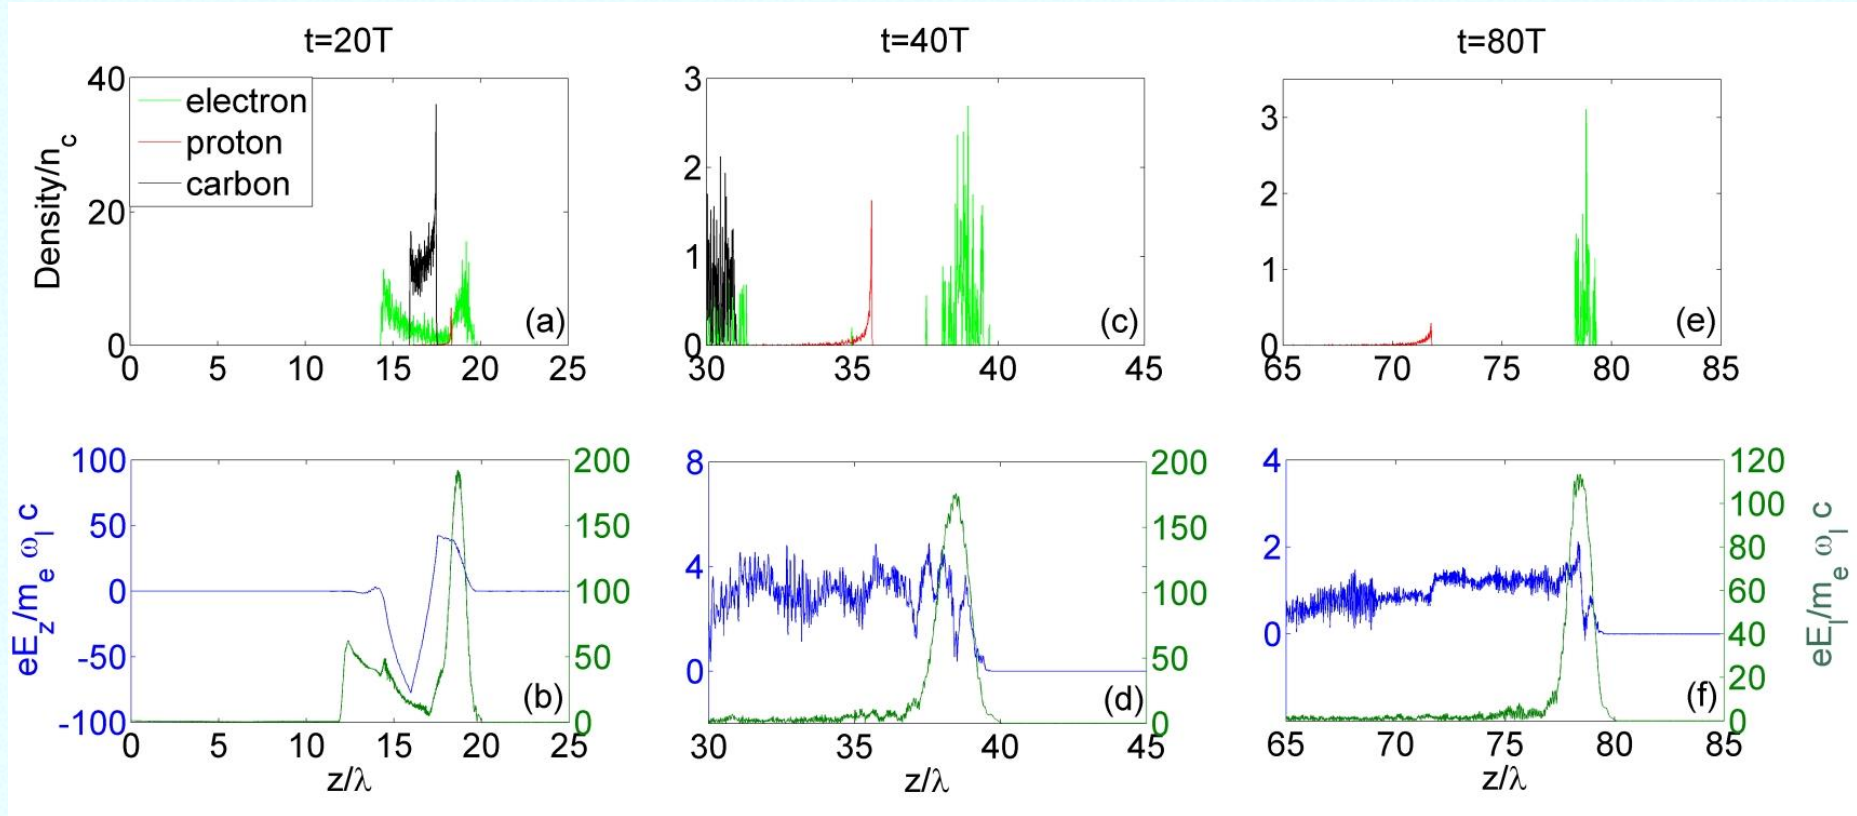 t=20T
t=40T
t=80T
40
20
0
Density/n_c
electron
proton
carbon
(a)
0 5 10 15 20 25
3
2
1
0
(c)
30 35 40 45
3
2
1
0
(e)
65 70 75 80 85
100
50
0
-50
-100
eE_z/m_e ω_l c
200
150
100
50
0
(b)
0 5 10 15 20 25
z/λ
8
4
0
200
150
100
50
0
(d)
30 35 40 45
z/λ
4
2
0
120
100
80
60
40
20
0
eE_l/m_e ω_l c
(f)
65 70 75 80 85
z/λ